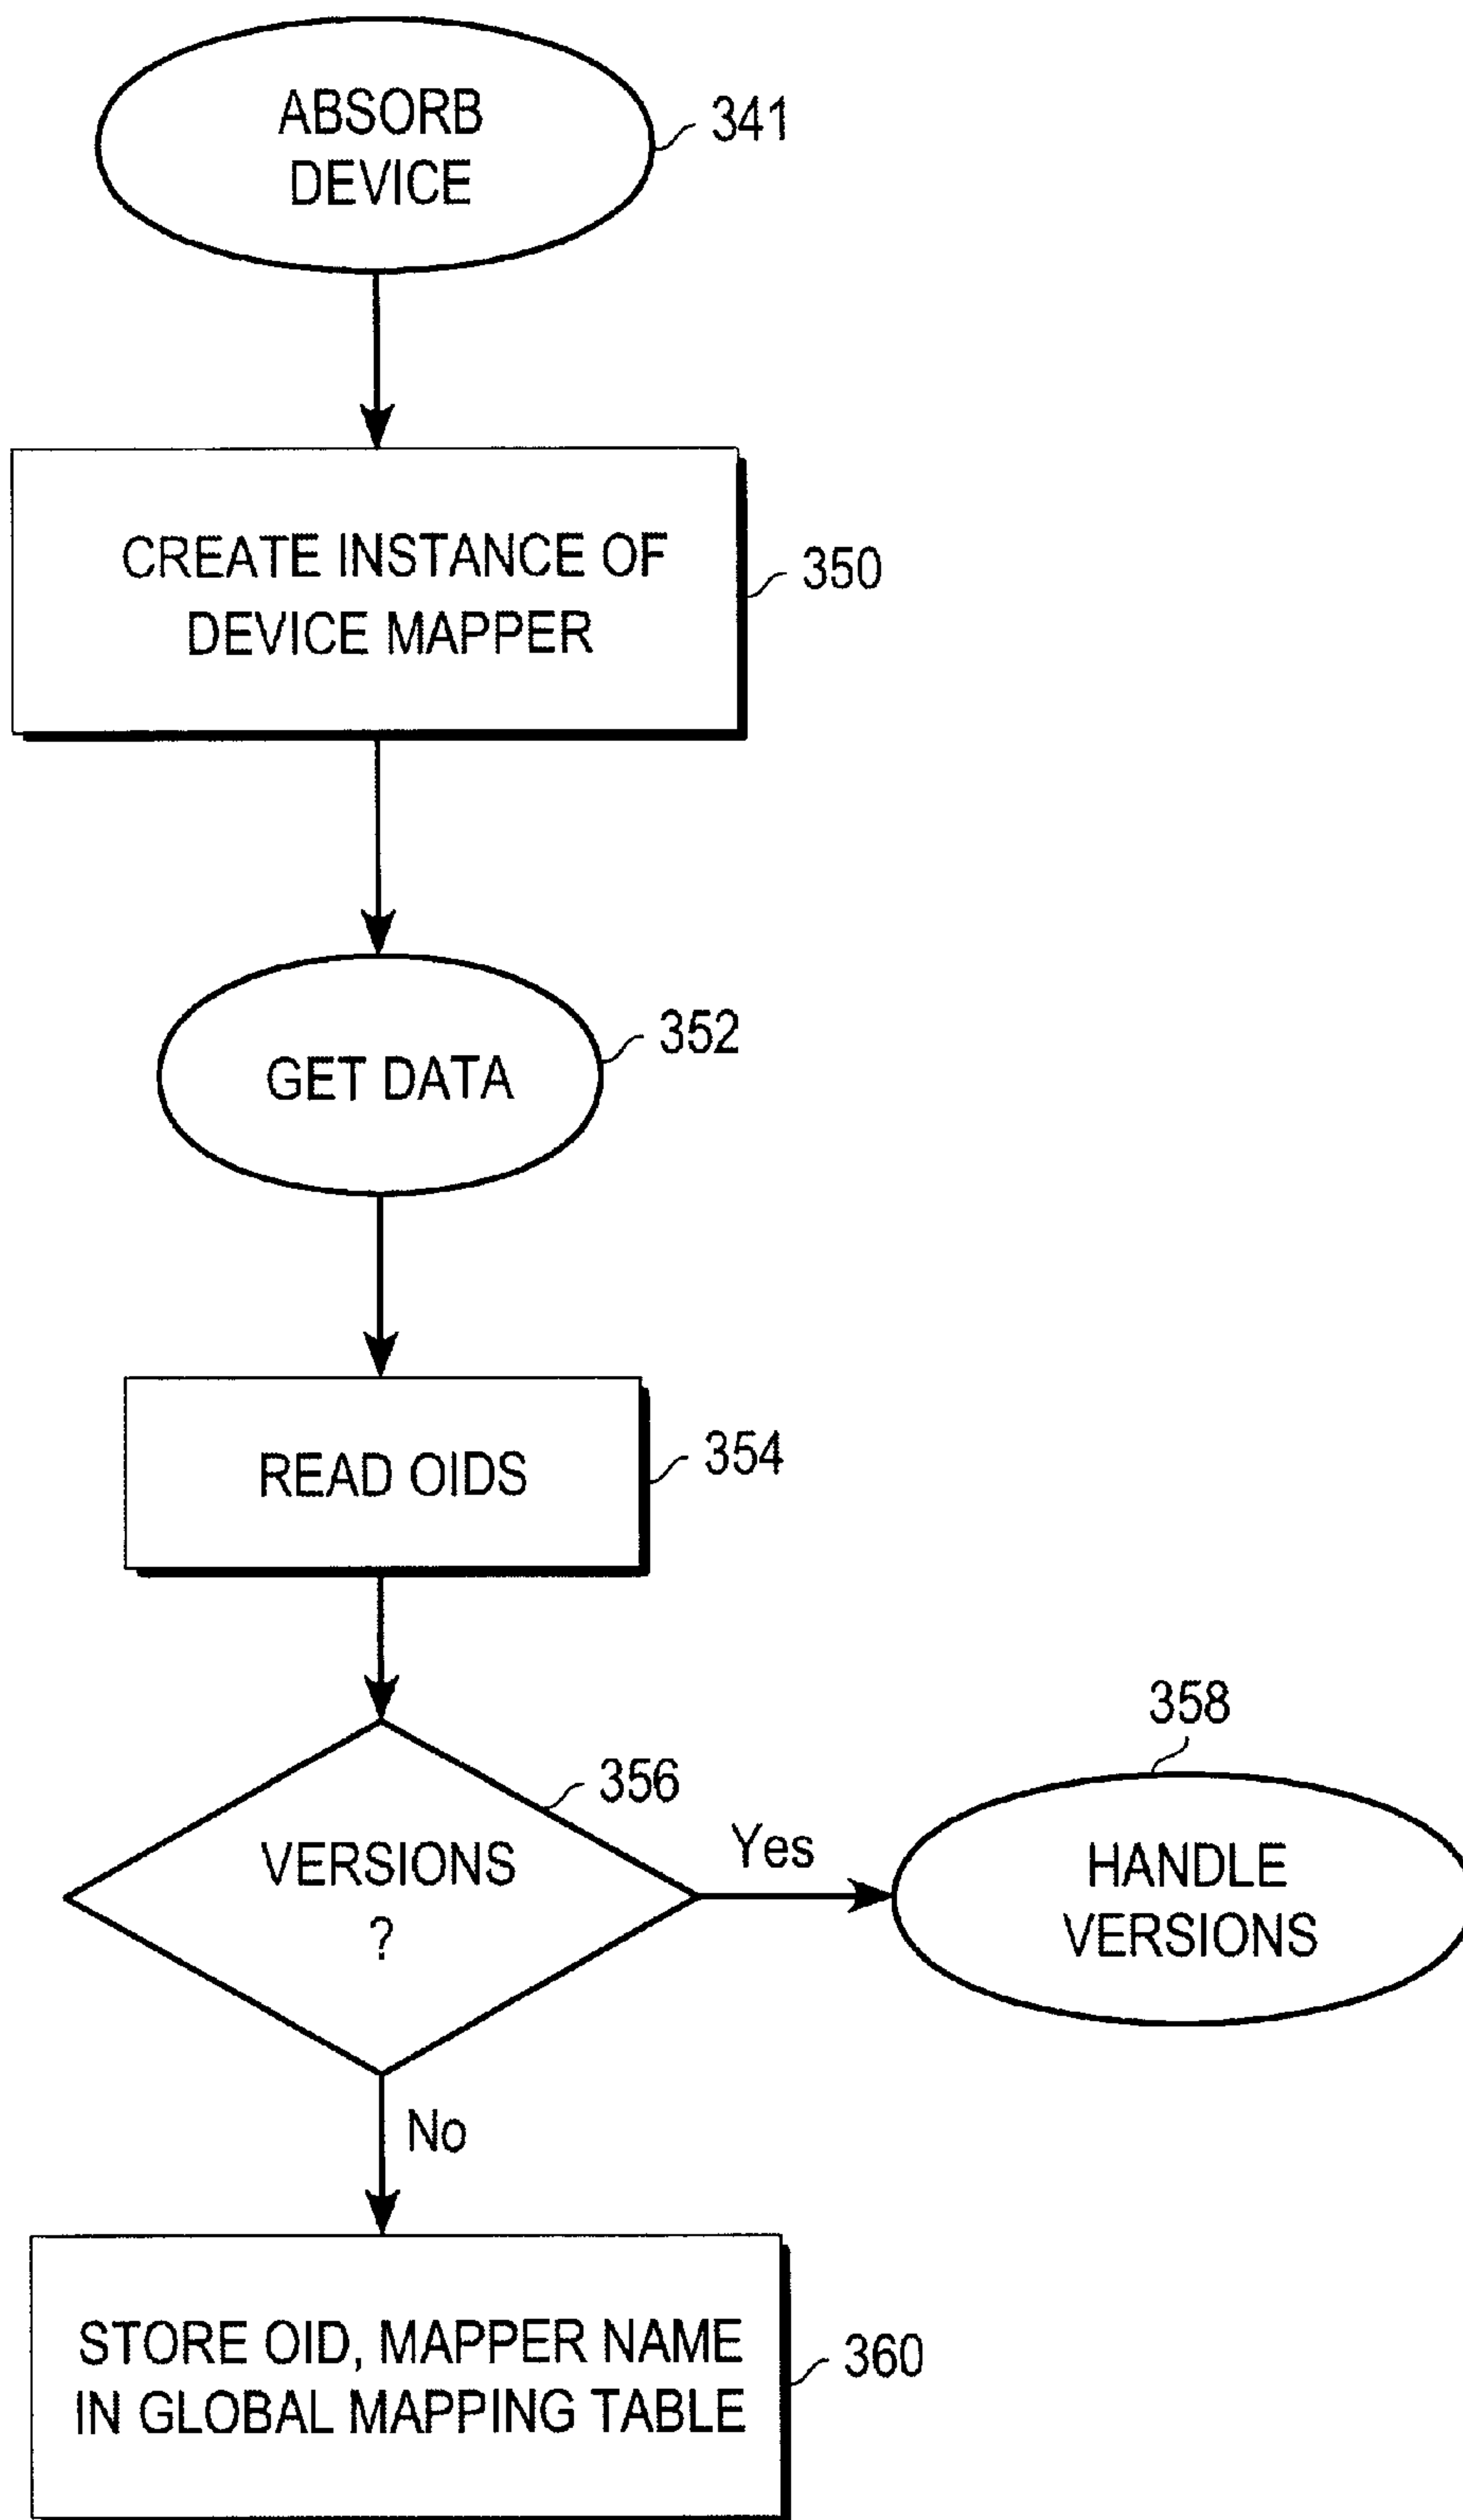 ABSORB
DEVICE
341
CREATE INSTANCE OF
DEVICE MAPPER
350
GET DATA
352
READ OIDS
354
VERSIONS
?
356
Yes
358
HANDLE
VERSIONS
No
STORE OID, MAPPER NAME
IN GLOBAL MAPPING TABLE
360